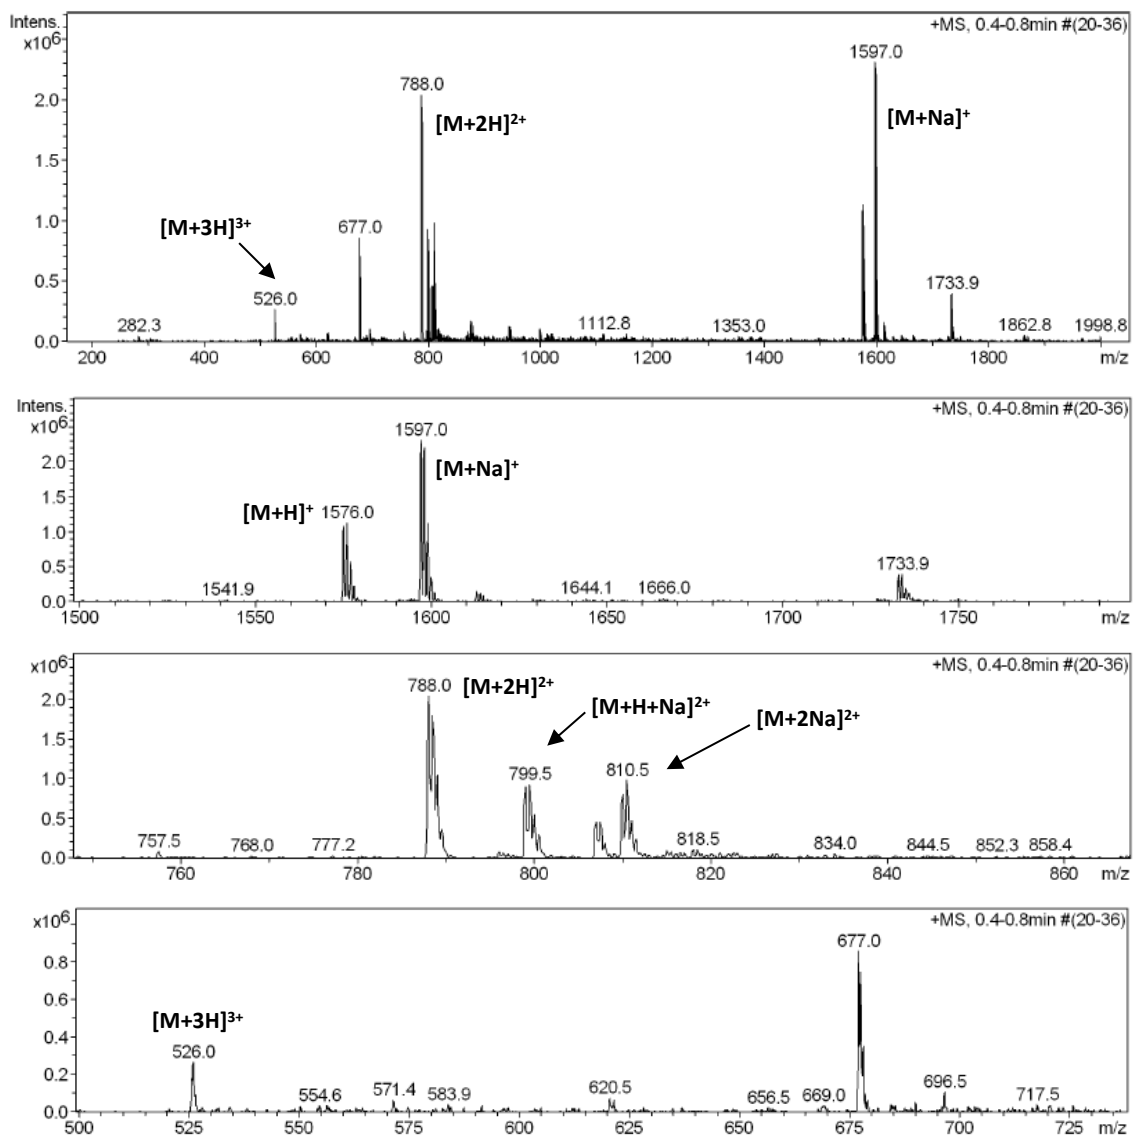 Intens.
x10⁶
+MS, 0.4-0.8min #(20-36)
1597.0
788.0
2.0
[M+2H]²⁺
[M+Na]⁺
1.5
[M+3H]³⁺
677.0
1.0
0.5
526.0
1733.9
282.3
1112.8
1353.0
1862.8
1998.8
0.0
200 400 600 800 1000 1200 1400 1600 1800 m/z
Intens.
x10⁶
+MS, 0.4-0.8min #(20-36)
1597.0
2.0
[M+Na]⁺
1.5
[M+H]⁺ 1576.0
1.0
0.5
1541.9
1644.1
1666.0
1733.9
0.0
1500 1550 1600 1650 1700 1750 m/z
x10⁶
+MS, 0.4-0.8min #(20-36)
788.0
[M+2H]²⁺
2.0
[M+H+Na]²⁺
[M+2Na]²⁺
1.5
799.5
810.5
1.0
0.5
757.5
768.0
777.2
818.5
834.0
844.5
852.3
858.4
0.0
760 780 800 820 840 860 m/z
x10⁶
+MS, 0.4-0.8min #(20-36)
677.0
0.8
0.6
[M+3H]³⁺
0.4
526.0
0.2
554.6
571.4
583.9
620.5
656.5
669.0
696.5
717.5
0.0
500 525 550 575 600 625 650 675 700 725 m/z